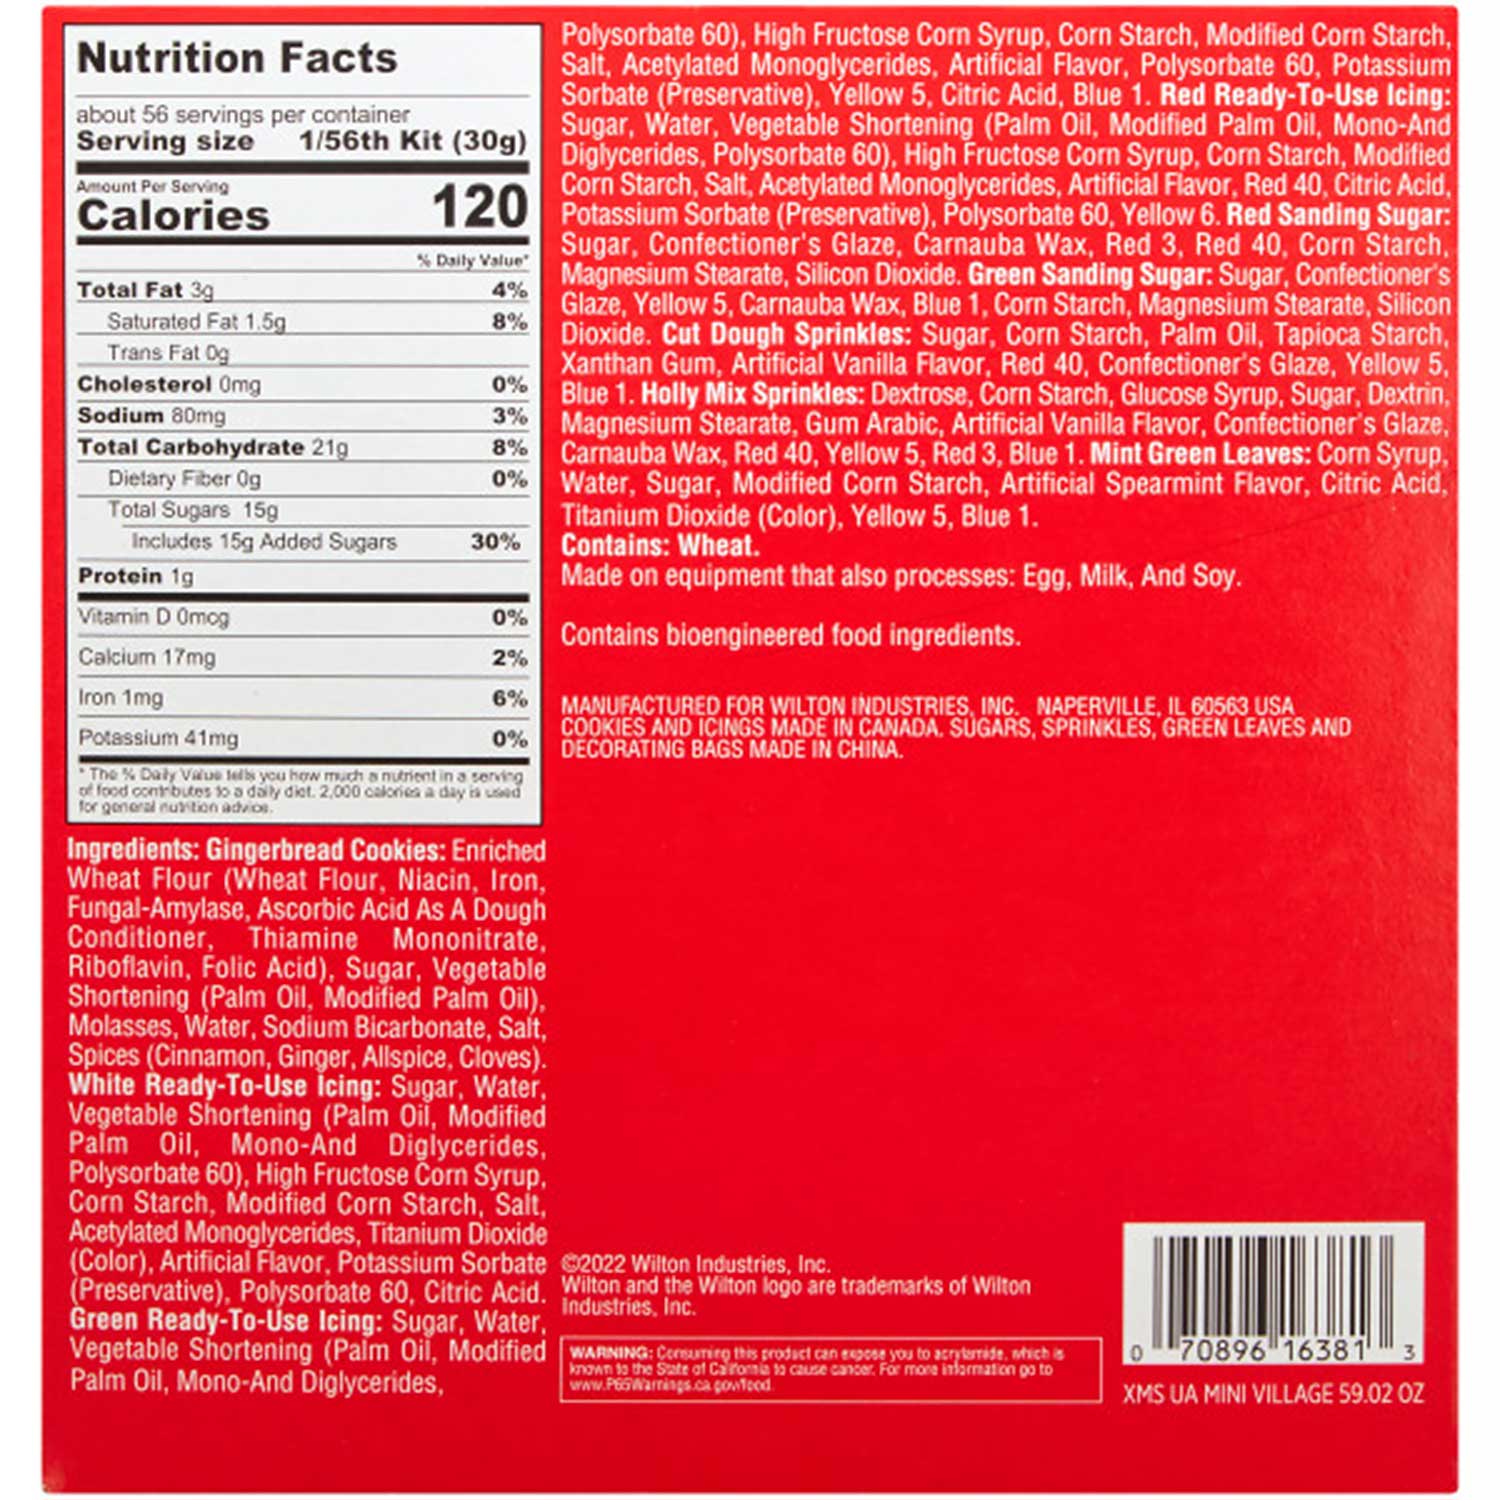 Nutrition Facts
about 56 servings per container
Serving size 1/56th Kit (30g)
Amount Per Serving
Calories 120
% Daily Value*
Total Fat 3g 4%
Saturated Fat 1.5g 8%
Trans Fat 0g
Cholesterol 0mg 0%
Sodium 80mg 3%
Total Carbohydrate 21g 8%
Dietary Fiber 0g 0%
Total Sugars 15g
Includes 15g Added Sugars 30%
Protein 1g
Vitamin D 0mcg 0%
Calcium 17mg 2%
Iron 1mg 6%
Potassium 41mg 0%
* The % Daily Value tells you how much a nutrient in a serving
of food contributes to a daily diet. 2,000 calories a day is used
for general nutrition advice.
Ingredients: Gingerbread Cookies: Enriched
Wheat Flour (Wheat Flour, Niacin, Iron,
Fungal-Amylase, Ascorbic Acid As A Dough
Conditioner, Thiamine Mononitrate,
Riboflavin, Folic Acid), Sugar, Vegetable
Shortening (Palm Oil, Modified Palm Oil),
Molasses, Water, Sodium Bicarbonate, Salt,
Spices (Cinnamon, Ginger, Allspice, Cloves).
White Ready-To-Use Icing: Sugar, Water,
Vegetable Shortening (Palm Oil, Modified
Palm Oil, Mono-And Diglycerides,
Polysorbate 60), High Fructose Corn Syrup,
Corn Starch, Modified Corn Starch, Salt,
Acetylated Monoglycerides, Titanium Dioxide
(Color), Artificial Flavor, Potassium Sorbate
(Preservative), Polysorbate 60, Citric Acid.
Green Ready-To-Use Icing: Sugar, Water,
Vegetable Shortening (Palm Oil, Modified
Palm Oil, Mono-And Diglycerides,
Polysorbate 60), High Fructose Corn Syrup, Corn Starch, Modified Corn Starch,
Salt, Acetylated Monoglycerides, Artificial Flavor, Polysorbate 60, Potassium
Sorbate (Preservative), Yellow 5, Citric Acid, Blue 1. Red Ready-To-Use Icing:
Sugar, Water, Vegetable Shortening (Palm Oil, Modified Palm Oil, Mono-And
Diglycerides, Polysorbate 60), High Fructose Corn Syrup, Corn Starch, Modified
Corn Starch, Salt, Acetylated Monoglycerides, Artificial Flavor, Red 40, Citric Acid,
Potassium Sorbate (Preservative), Polysorbate 60, Yellow 6. Red Sanding Sugar:
Sugar, Confectioner's Glaze, Carnauba Wax, Red 3, Red 40, Corn Starch,
Magnesium Stearate, Silicon Dioxide. Green Sanding Sugar: Sugar, Confectioner's
Glaze, Yellow 5, Carnauba Wax, Blue 1, Corn Starch, Magnesium Stearate, Silicon
Dioxide. Cut Dough Sprinkles: Sugar, Corn Starch, Palm Oil, Tapioca Starch,
Xanthan Gum, Artificial Vanilla Flavor, Red 40, Confectioner's Glaze, Yellow 5,
Blue 1. Holly Mix Sprinkles: Dextrose, Corn Starch, Glucose Syrup, Sugar, Dextrin,
Magnesium Stearate, Gum Arabic, Artificial Vanilla Flavor, Confectioner's Glaze,
Carnauba Wax, Red 40, Yellow 5, Red 3, Blue 1. Mint Green Leaves: Corn Syrup,
Water, Sugar, Modified Corn Starch, Artificial Spearmint Flavor, Citric Acid,
Titanium Dioxide (Color), Yellow 5, Blue 1.
Contains: Wheat.
Made on equipment that also processes: Egg, Milk, And Soy.
Contains bioengineered food ingredients.
MANUFACTURED FOR WILTON INDUSTRIES, INC. NAPERVILLE, IL 60563 USA
COOKIES AND ICINGS MADE IN CANADA. SUGARS, SPRINKLES, GREEN LEAVES AND
DECORATING BAGS MADE IN CHINA.
©2022 Wilton Industries, Inc.
Wilton and the Wilton logo are trademarks of Wilton
Industries, Inc.
WARNING: Consuming this product can expose you to acrylamide, which is
known to the State of California to cause cancer. For more information go to
www.P65Warnings.ca.gov/food.
0 70896 16381 3
XMS UA MINI VILLAGE 59.02 OZ